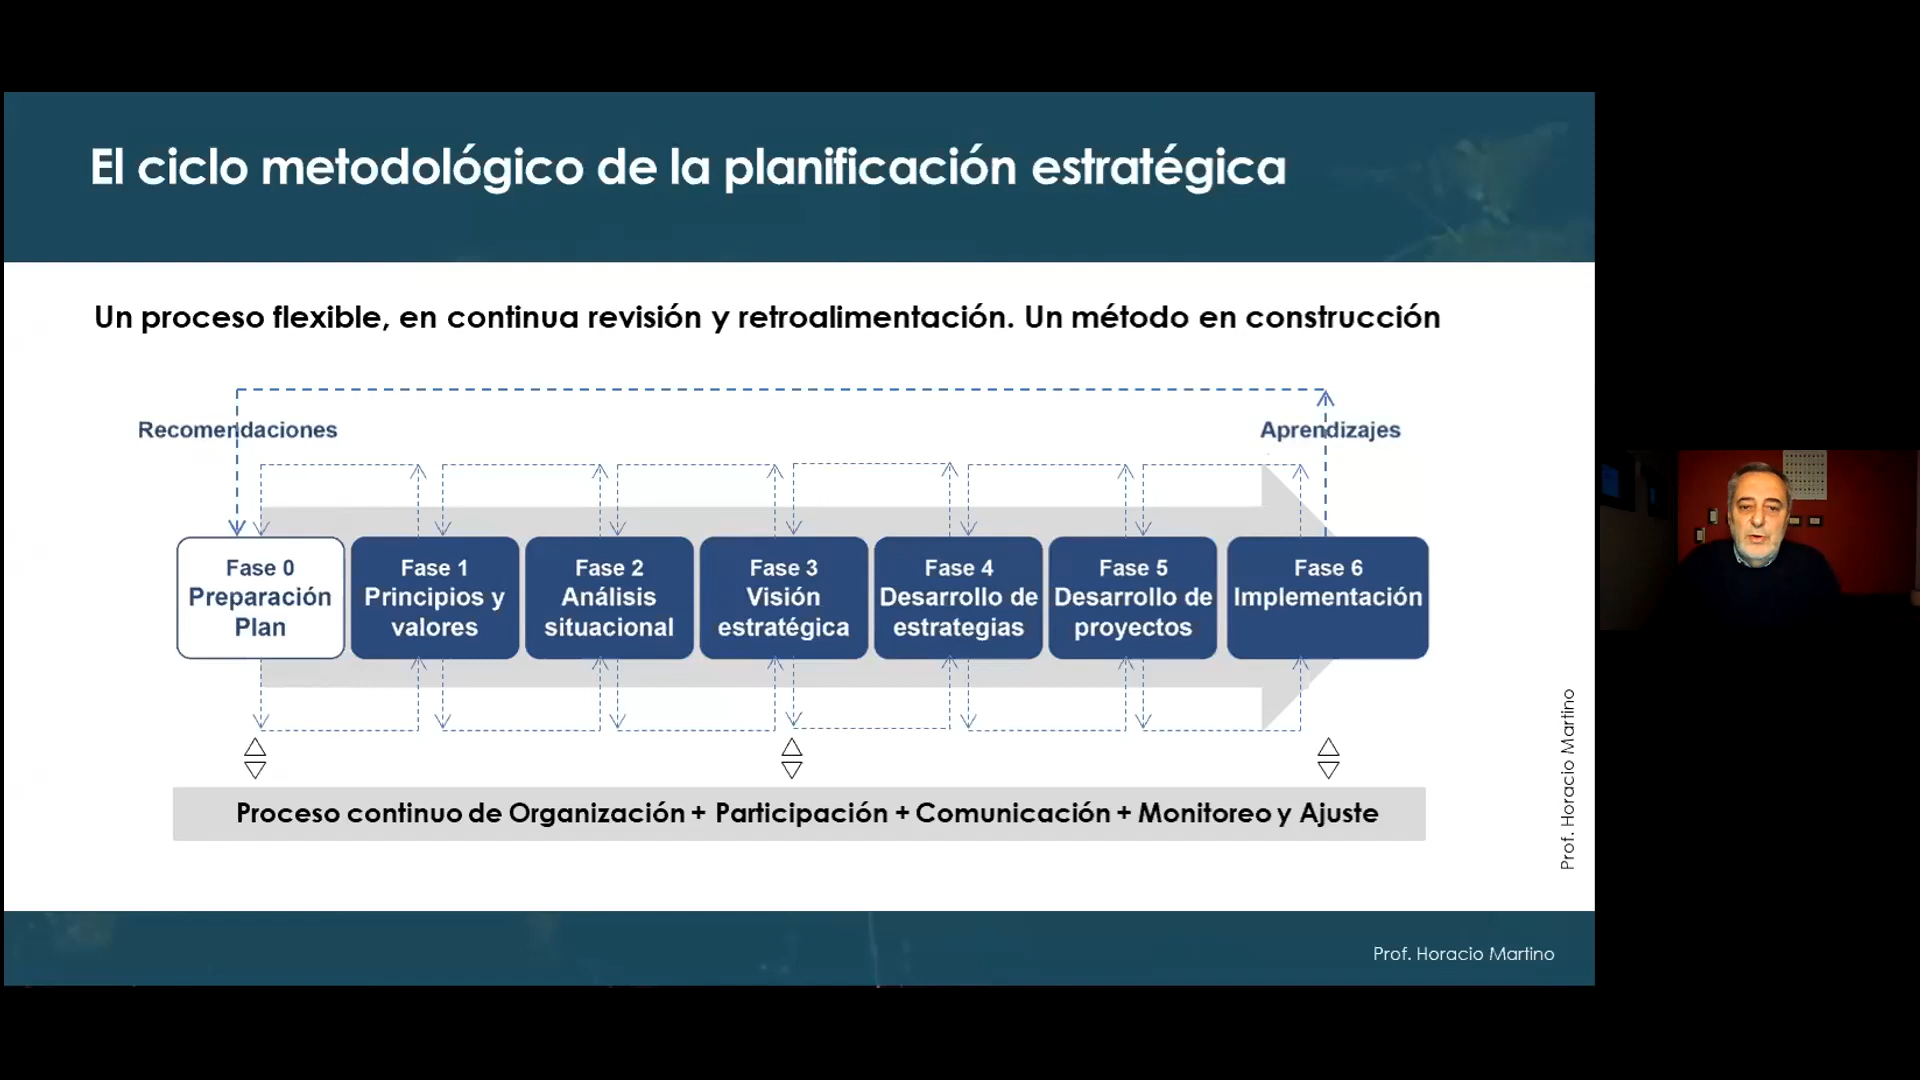 El ciclo metodológico de la planificación estratégica
Un proceso flexible, en continua revisión y retroalimentación. Un método en construcción
Recomendaciones
Aprendizajes
Fase 0
Preparación
Plan
Fase 1
Principios y
valores
Fase 2
Análisis
situacional
Fase 3
Visión
estratégica
Fase 4
Desarrollo de
estrategias
Fase 5
Desarrollo de
proyectos
Fase 6
Implementación
Proceso continuo de Organización + Participación + Comunicación + Monitoreo y Ajuste
Prof. Horacio Martino
Prof. Horacio Martino